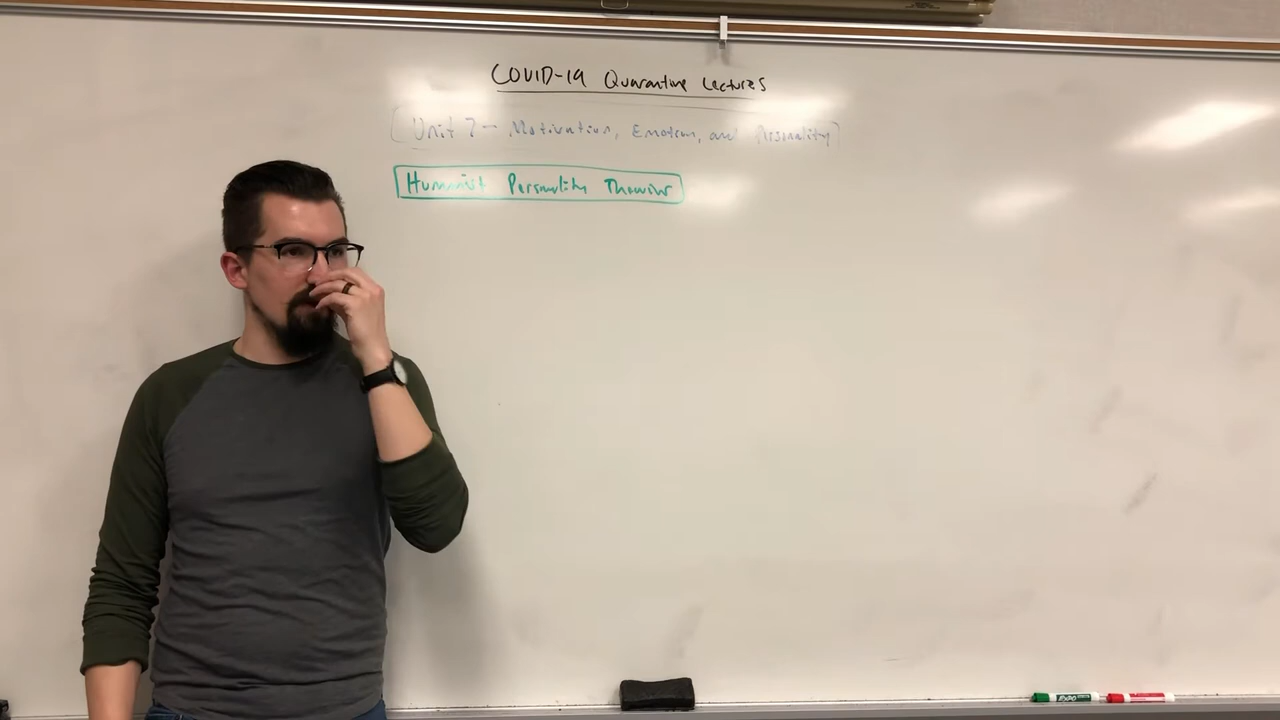 COVID-19 Quarantine Lectures
Unit 7 - Motivation, Emotion, and Personality
Humanist Personality Theories
EXPO